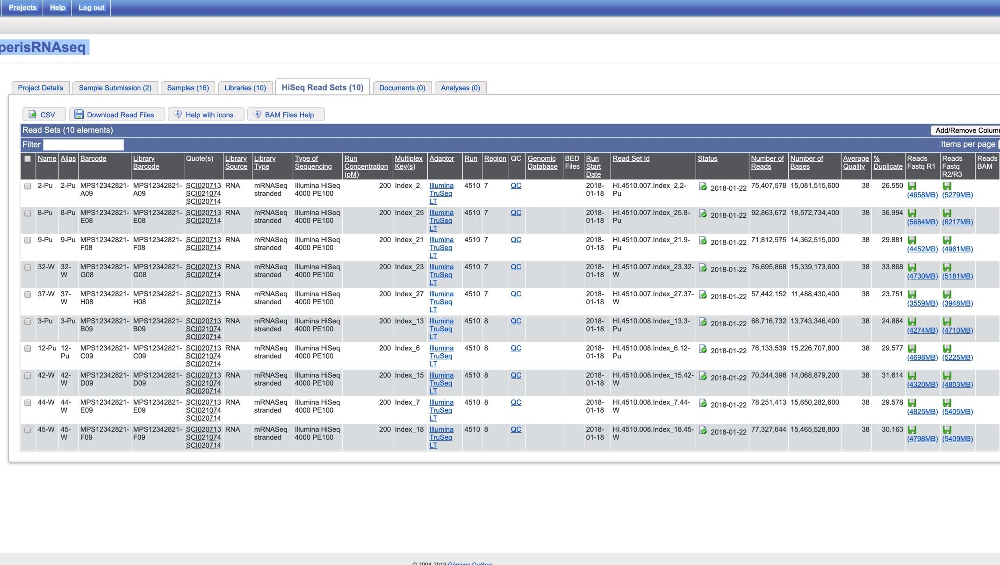 Projects Help Log out
perisRNAseq
Project Details Sample Submission (2) Samples (16) Libraries (10) HiSeq Read Sets (10) Documents (0) Analyses (0)
CSV Download Read Files Help with icons BAM Files Help
Read Sets (10 elements) Add/Remove Column
Filter Items per page
Name Alias Barcode Library Barcode Quote(s) Library Source Library Type Type of Sequencing Run Concentration (pM) Multiplex Key(s) Adaptor Run Region QC Genomic Database BED Files Run Start Date Read Set Id Status Number of Reads Number of Bases Average Quality % Duplicate Reads Fastq R1 Reads Fastq R2/R3 Reads BAM
2-Pu 2-Pu MPS12342821-A09 MPS12342821-A09 SCI020713 SCI021074 SCI020714 RNA mRNASeq stranded Illumina HiSeq 4000 PE100 200 Index_2 Illumina TruSeq LT 4510 7 QC 2018-01-18 HI.4510.007.Index_2.2-Pu 2018-01-22 75,407,578 15,081,515,600 38 26.550 (4658MB) (5279MB)
8-Pu 8-Pu MPS12342821-E08 MPS12342821-E08 SCI020713 SCI020714 RNA mRNASeq stranded Illumina HiSeq 4000 PE100 200 Index_25 Illumina TruSeq LT 4510 7 QC 2018-01-18 HI.4510.007.Index_25.8-Pu 2018-01-22 92,863,672 18,572,734,400 38 36.994 (5684MB) (6217MB)
9-Pu 9-Pu MPS12342821-F08 MPS12342821-F08 SCI020713 SCI020714 RNA mRNASeq stranded Illumina HiSeq 4000 PE100 200 Index_21 Illumina TruSeq LT 4510 7 QC 2018-01-18 HI.4510.007.Index_21.9-Pu 2018-01-22 71,812,575 14,362,515,000 38 29.881 (4452MB) (4961MB)
32-W 32-W MPS12342821-G08 MPS12342821-G08 SCI020713 SCI020714 RNA mRNASeq stranded Illumina HiSeq 4000 PE100 200 Index_23 Illumina TruSeq LT 4510 7 QC 2018-01-18 HI.4510.007.Index_23.32-W 2018-01-22 76,695,868 15,339,173,600 38 33.868 (4730MB) (5181MB)
37-W 37-W MPS12342821-H08 MPS12342821-H08 SCI020713 SCI020714 RNA mRNASeq stranded Illumina HiSeq 4000 PE100 200 Index_27 Illumina TruSeq LT 4510 7 QC 2018-01-18 HI.4510.007.Index_27.37-W 2018-01-22 57,442,152 11,488,430,400 38 23.751 (3559MB) (3948MB)
3-Pu 3-Pu MPS12342821-B09 MPS12342821-B09 SCI020713 SCI021074 SCI020714 RNA mRNASeq stranded Illumina HiSeq 4000 PE100 200 Index_13 Illumina TruSeq LT 4510 8 QC 2018-01-18 HI.4510.008.Index_13.3-Pu 2018-01-22 68,716,732 13,743,346,400 38 24.864 (4274MB) (4710MB)
12-Pu 12-Pu MPS12342821-C09 MPS12342821-C09 SCI020713 SCI021074 SCI020714 RNA mRNASeq stranded Illumina HiSeq 4000 PE100 200 Index_6 Illumina TruSeq LT 4510 8 QC 2018-01-18 HI.4510.008.Index_6.12-Pu 2018-01-22 76,133,539 15,226,707,800 38 29.577 (4698MB) (5225MB)
42-W 42-W MPS12342821-D09 MPS12342821-D09 SCI020713 SCI021074 SCI020714 RNA mRNASeq stranded Illumina HiSeq 4000 PE100 200 Index_15 Illumina TruSeq LT 4510 8 QC 2018-01-18 HI.4510.008.Index_15.42-W 2018-01-22 70,344,396 14,068,879,200 38 31.614 (4320MB) (4803MB)
44-W 44-W MPS12342821-E09 MPS12342821-E09 SCI020713 SCI021074 SCI020714 RNA mRNASeq stranded Illumina HiSeq 4000 PE100 200 Index_7 Illumina TruSeq LT 4510 8 QC 2018-01-18 HI.4510.008.Index_7.44-W 2018-01-22 78,251,413 15,650,282,600 38 29.578 (4825MB) (5405MB)
45-W 45-W MPS12342821-F09 MPS12342821-F09 SCI020713 SCI021074 SCI020714 RNA mRNASeq stranded Illumina HiSeq 4000 PE100 200 Index_18 Illumina TruSeq LT 4510 8 QC 2018-01-18 HI.4510.008.Index_18.45-W 2018-01-22 77,327,644 15,465,528,800 38 30.163 (4798MB) (5409MB)
© 2004-2019 Génome Québec